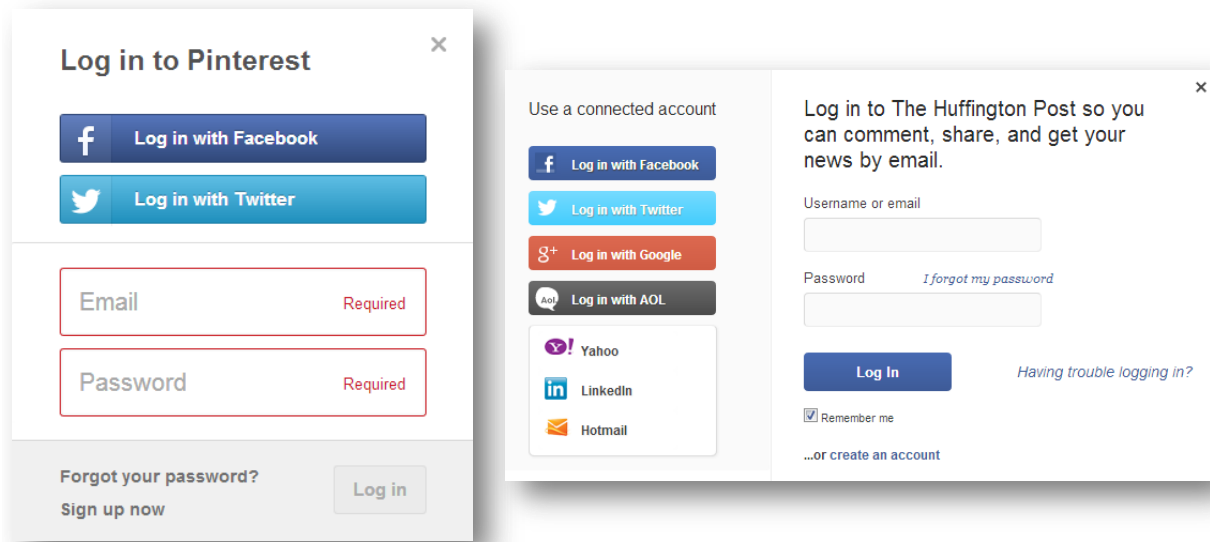 Log in to Pinterest
×
f Log in with Facebook
Log in with Twitter
Email Required
Password Required
Forgot your password?
Sign up now
Log in
×
Use a connected account
f Log in with Facebook
Log in with Twitter
g+ Log in with Google
Aol. Log in with AOL
Y! Yahoo
in LinkedIn
Hotmail
Log in to The Huffington Post so you
can comment, share, and get your
news by email.
Username or email
Password I forgot my password
Log In Having trouble logging in?
Remember me
...or create an account